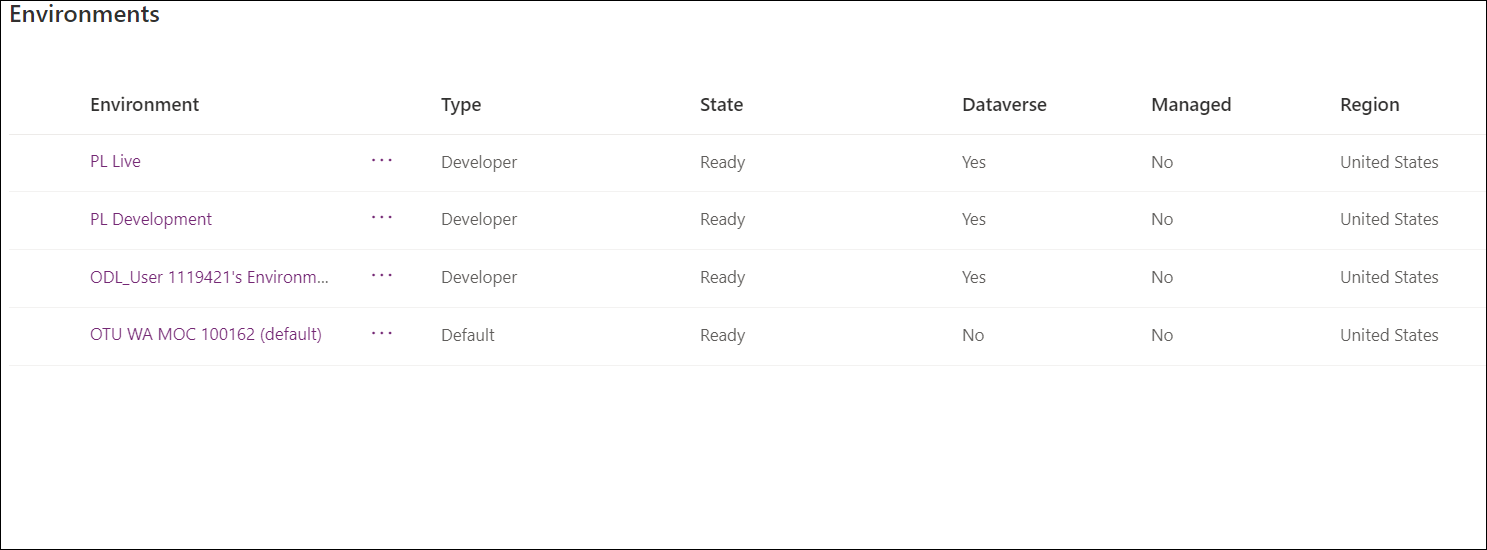 Environments
Environment Type State Dataverse Managed Region
PL Live ··· Developer Ready Yes No United States
PL Development ··· Developer Ready Yes No United States
ODL_User 1119421's Environm... ··· Developer Ready Yes No United States
OTU WA MOC 100162 (default) ··· Default Ready No No United States